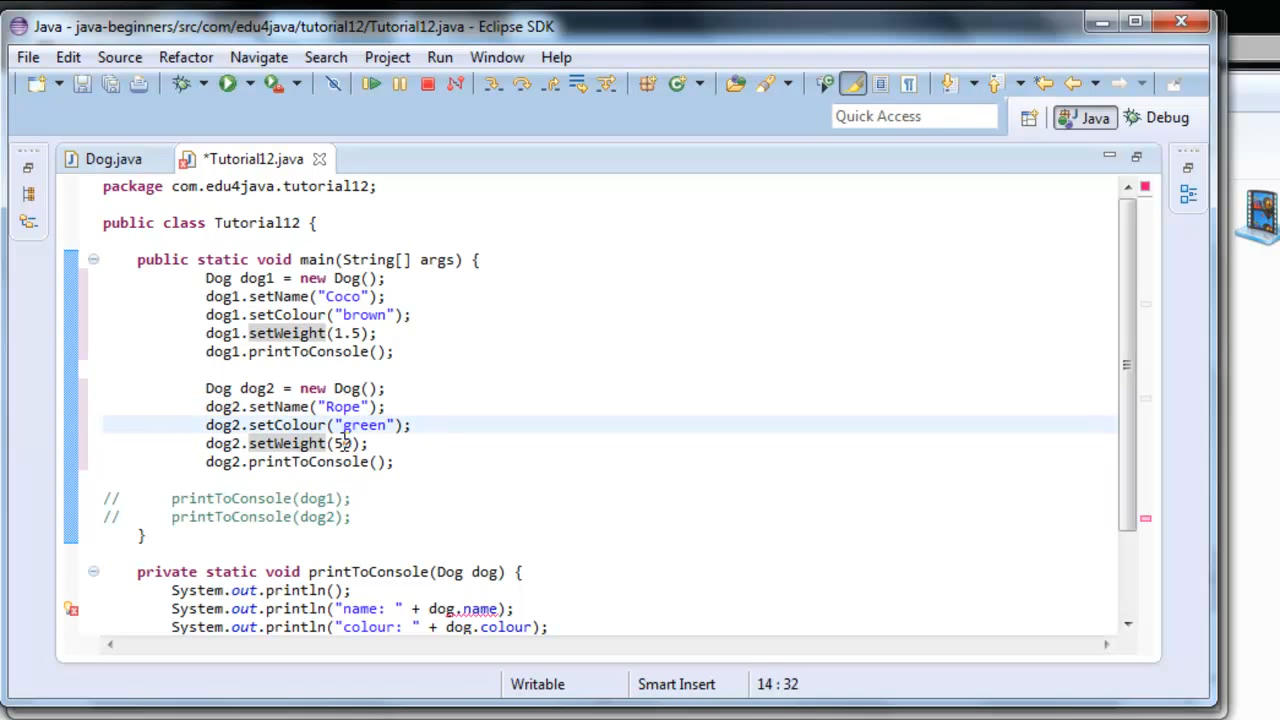 Java - java-beginners/src/com/edu4java/tutorial12/Tutorial12.java - Eclipse SDK
File Edit Source Refactor Navigate Search Project Run Window Help
Quick Access
Java
Debug
Dog.java
*Tutorial12.java
package com.edu4java.tutorial12;
public class Tutorial12 {
public static void main(String[] args) {
Dog dog1 = new Dog();
dog1.setName("Coco");
dog1.setColour("brown");
dog1.setWeight(1.5);
dog1.printToConsole();
Dog dog2 = new Dog();
dog2.setName("Rope");
dog2.setColour("green");
dog2.setWeight(50);
dog2.printToConsole();
// printToConsole(dog1);
// printToConsole(dog2);
}
private static void printToConsole(Dog dog) {
System.out.println();
System.out.println("name: " + dog.name);
System.out.println("colour: " + dog.colour);
Writable
Smart Insert
14 : 32